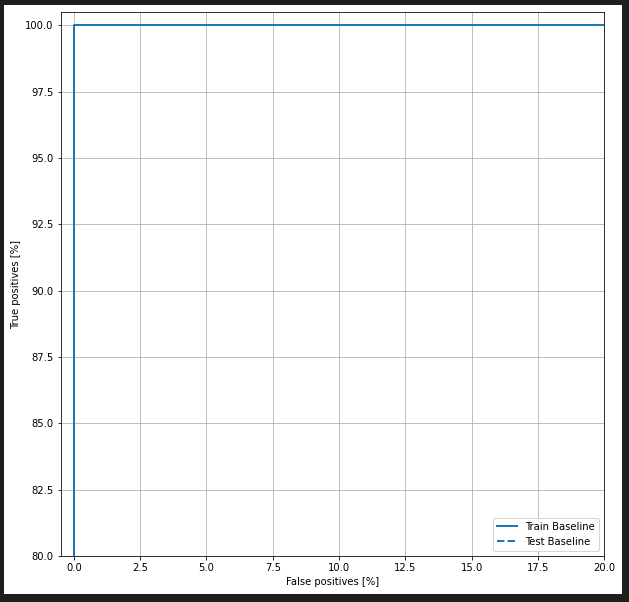 True positives [%]
100.0
97.5
95.0
92.5
90.0
87.5
85.0
82.5
80.0
0.0 2.5 5.0 7.5 10.0 12.5 15.0 17.5 20.0
False positives [%]
Train Baseline
Test Baseline